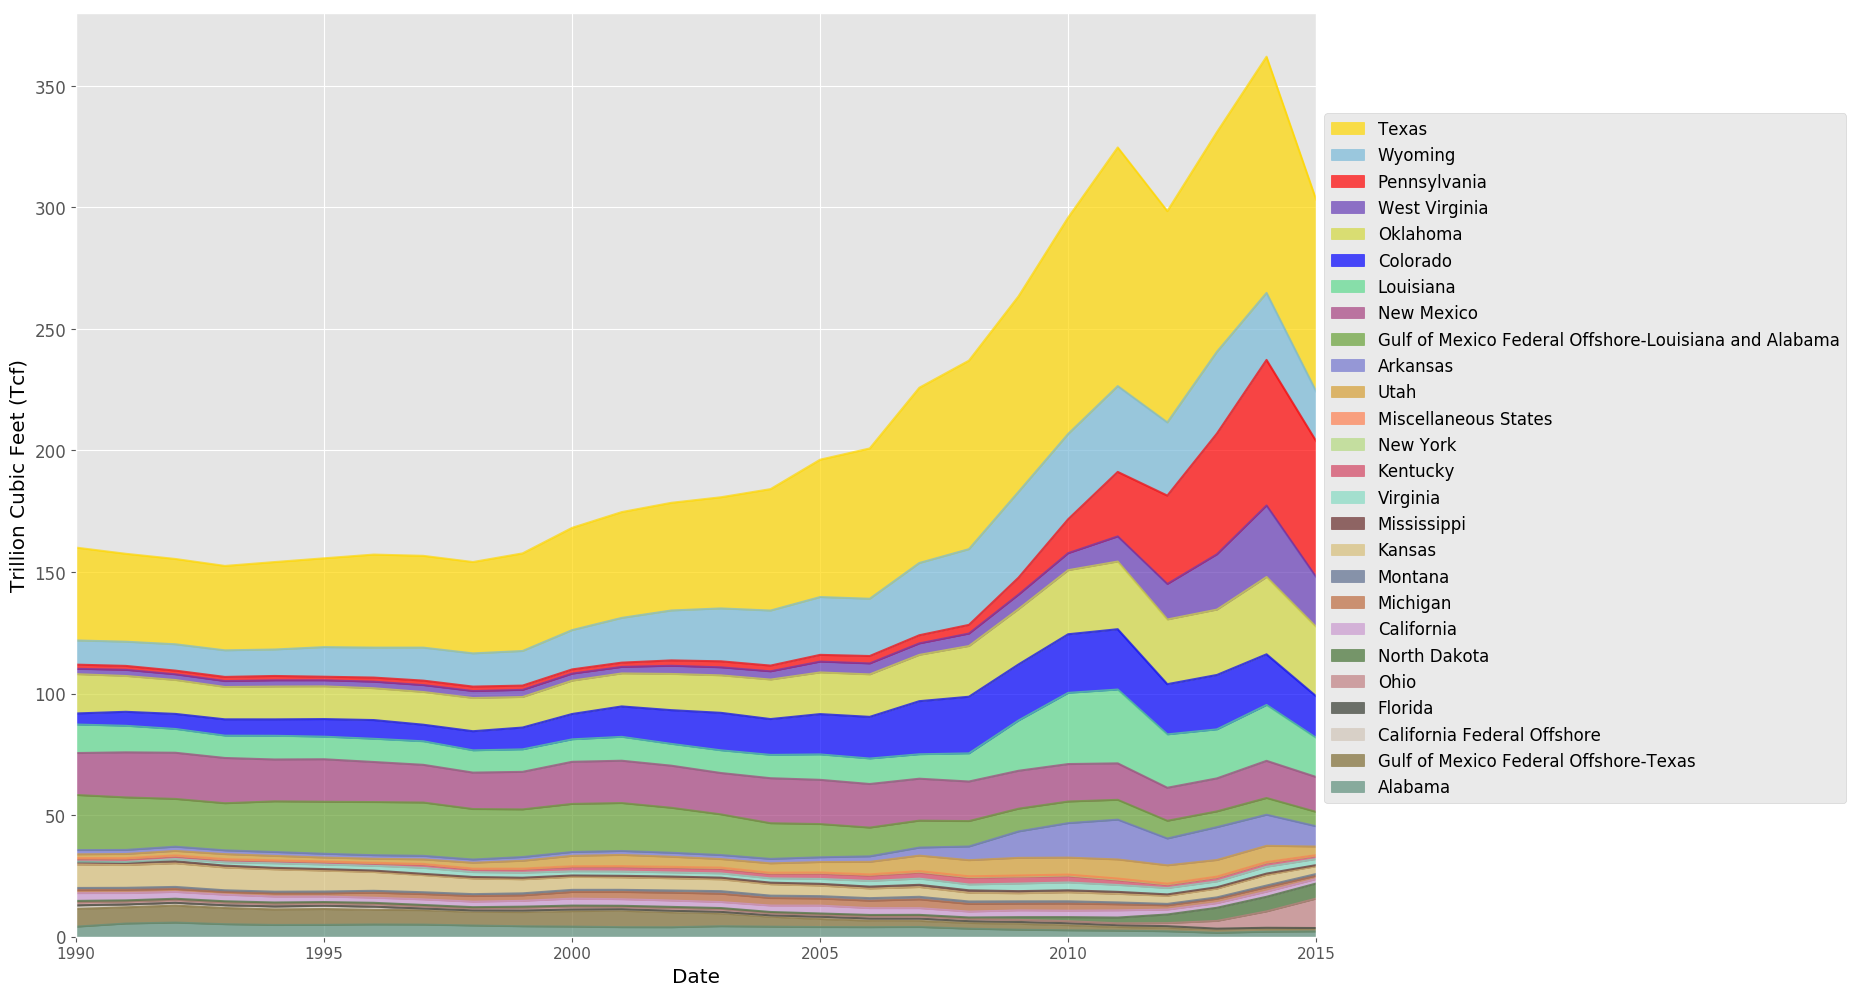 Trillion Cubic Feet (Tcf)
350
300
250
200
150
100
50
0
1990
1995
2000
2005
2010
2015
Date
Texas
Wyoming
Pennsylvania
West Virginia
Oklahoma
Colorado
Louisiana
New Mexico
Gulf of Mexico Federal Offshore-Louisiana and Alabama
Arkansas
Utah
Miscellaneous States
New York
Kentucky
Virginia
Mississippi
Kansas
Montana
Michigan
California
North Dakota
Ohio
Florida
California Federal Offshore
Gulf of Mexico Federal Offshore-Texas
Alabama